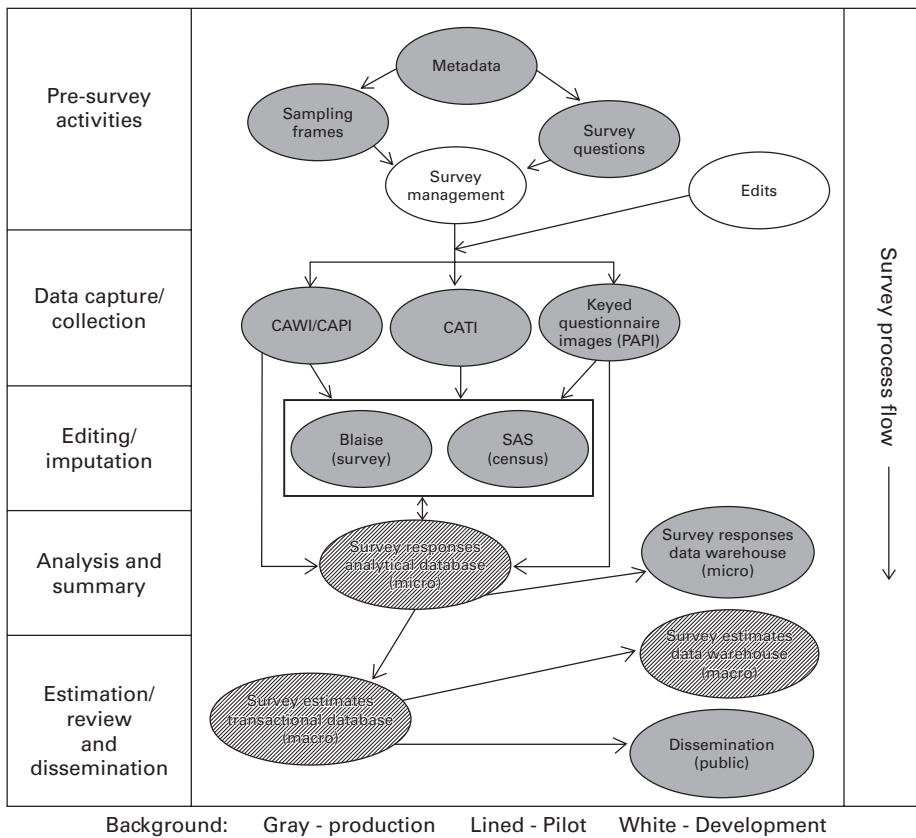 Pre-survey
activities
Metadata
Sampling
frames
Survey
questions
Survey
management
Edits
Data capture/
collection
CAWI/CAPI
CATI
Keyed
questionnaire
images (PAPI)
Editing/
imputation
Blaise
(survey)
SAS
(census)
Analysis and
summary
Survey responses
analytical database
(micro)
Survey responses
data warehouse
(micro)
Estimation/
review
and
dissemination
Survey estimates
transactional database
(macro)
Survey estimates
data warehouse
(macro)
Dissemination
(public)
Survey process flow
Background: Gray - production Lined - Pilot White - Development